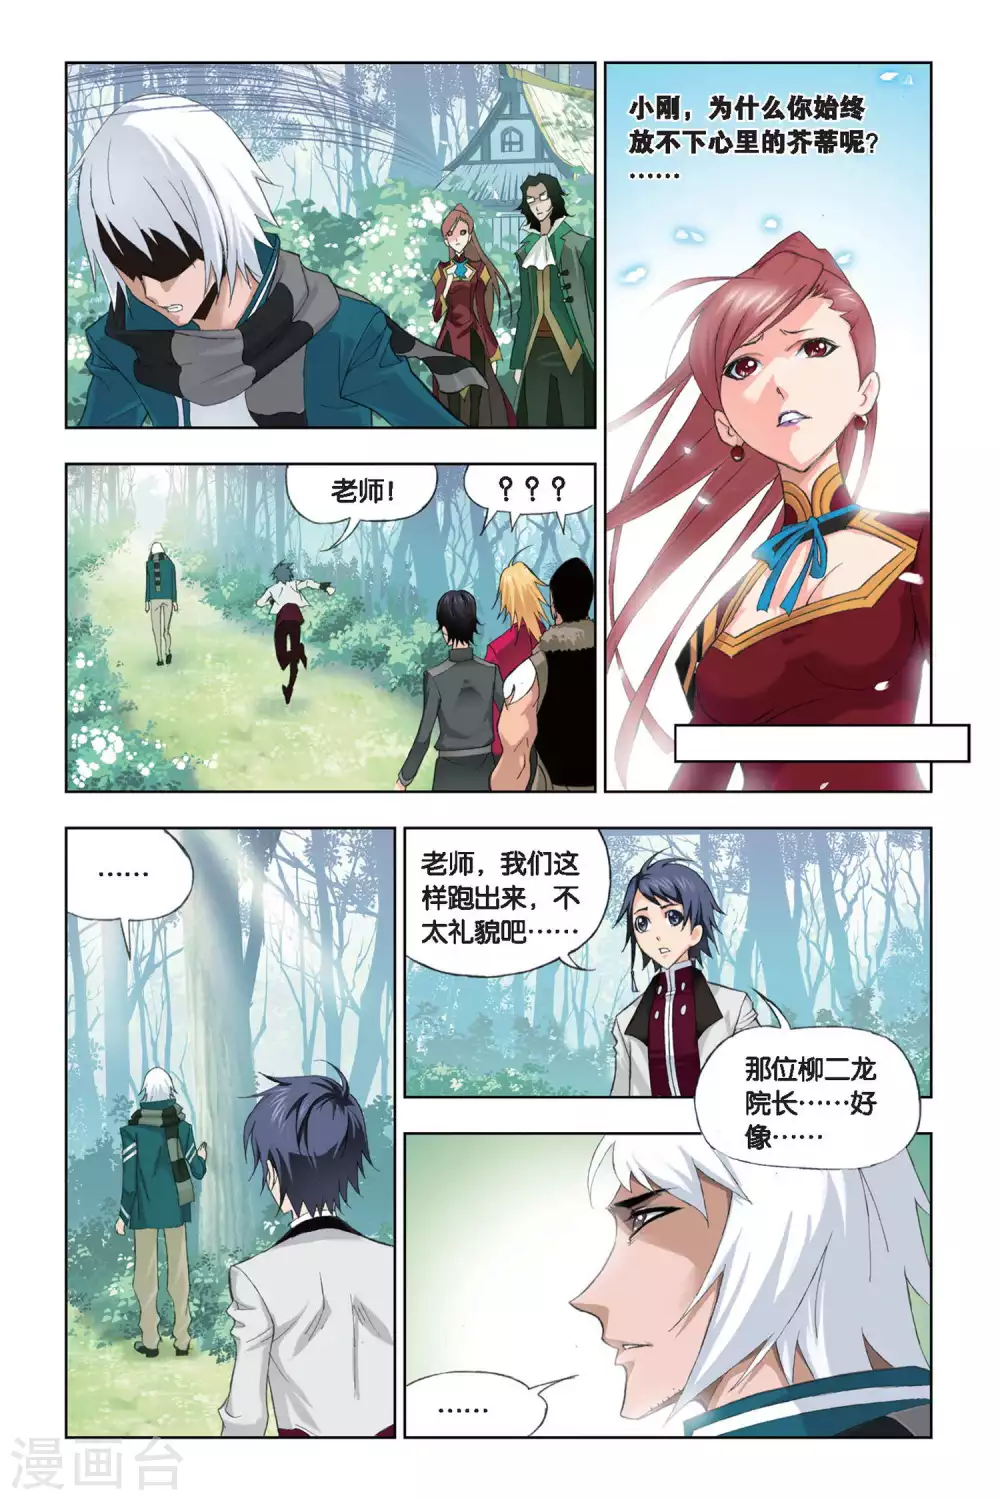 小刚，为什么你始终
放不下心里的芥蒂呢？
……
老师！
？？？
……
老师，我们这
样跑出来，不
太礼貌吧……
那位柳二龙
院长……好
像……
……
漫画台